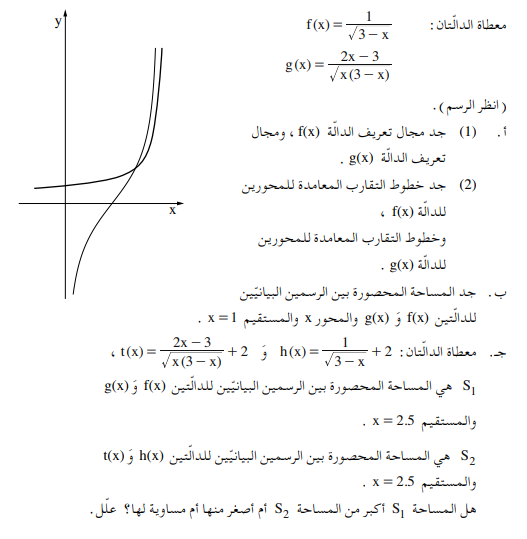 معطاة الدالّتان: f(x) = 1/√(3 − x)
g(x) = (2x − 3)/√(x(3 − x))
(انظر الرسم).
y
x
أ. (1) جد مجال تعريف الدالّة f(x) ، ومجال
تعريف الدالّة g(x) .
(2) جد خطوط التقارب المعامدة للمحورين
للدالّة f(x) ،
وخطوط التقارب المعامدة للمحورين
للدالّة g(x) .
ب. جد المساحة المحصورة بين الرسمين البيانيّين
للدالّتين f(x) وَ g(x) والمحور x والمستقيم x = 1 .
جـ. معطاة الدالّتان: h(x) = 1/√(3 − x) + 2 وَ t(x) = (2x − 3)/√(x(3 − x)) + 2 ،
S₁ هي المساحة المحصورة بين الرسمين البيانيّين للدالّتين f(x) وَ g(x)
والمستقيم x = 2.5 .
S₂ هي المساحة المحصورة بين الرسمين البيانيّين للدالّتين h(x) وَ t(x)
والمستقيم x = 2.5 .
هل المساحة S₁ أكبر من المساحة S₂ أم أصغر منها أم مساوية لها؟ علّل.